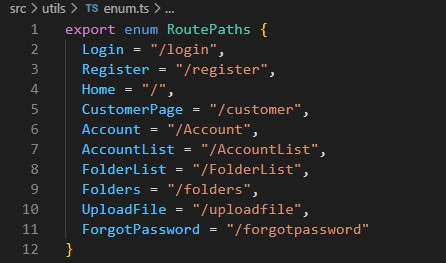 src > utils > TS enum.ts > ...
1 export enum RoutePaths {
2 Login = "/login",
3 Register = "/register",
4 Home = "/",
5 CustomerPage = "/customer",
6 Account = "/Account",
7 AccountList = "/AccountList",
8 FolderList = "/FolderList",
9 Folders = "/folders",
10 UploadFile = "/uploadfile",
11 ForgotPassword = "/forgotpassword"
12 }